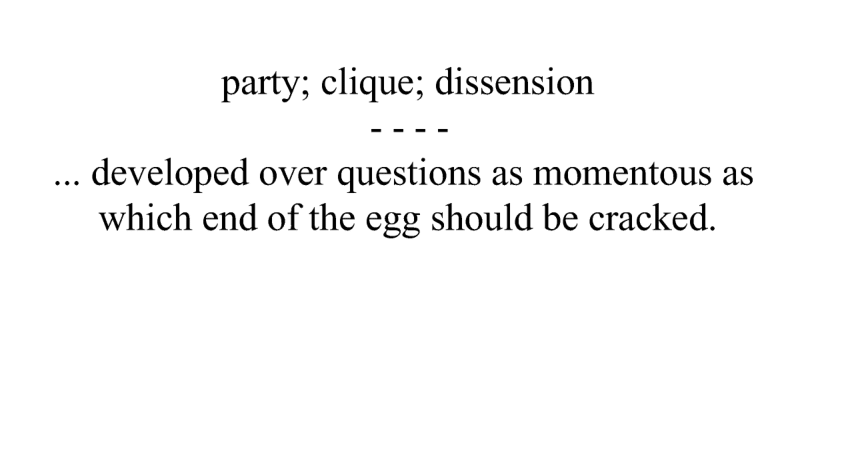 party; clique; dissension
- - - -
... developed over questions as momentous as
which end of the egg should be cracked.